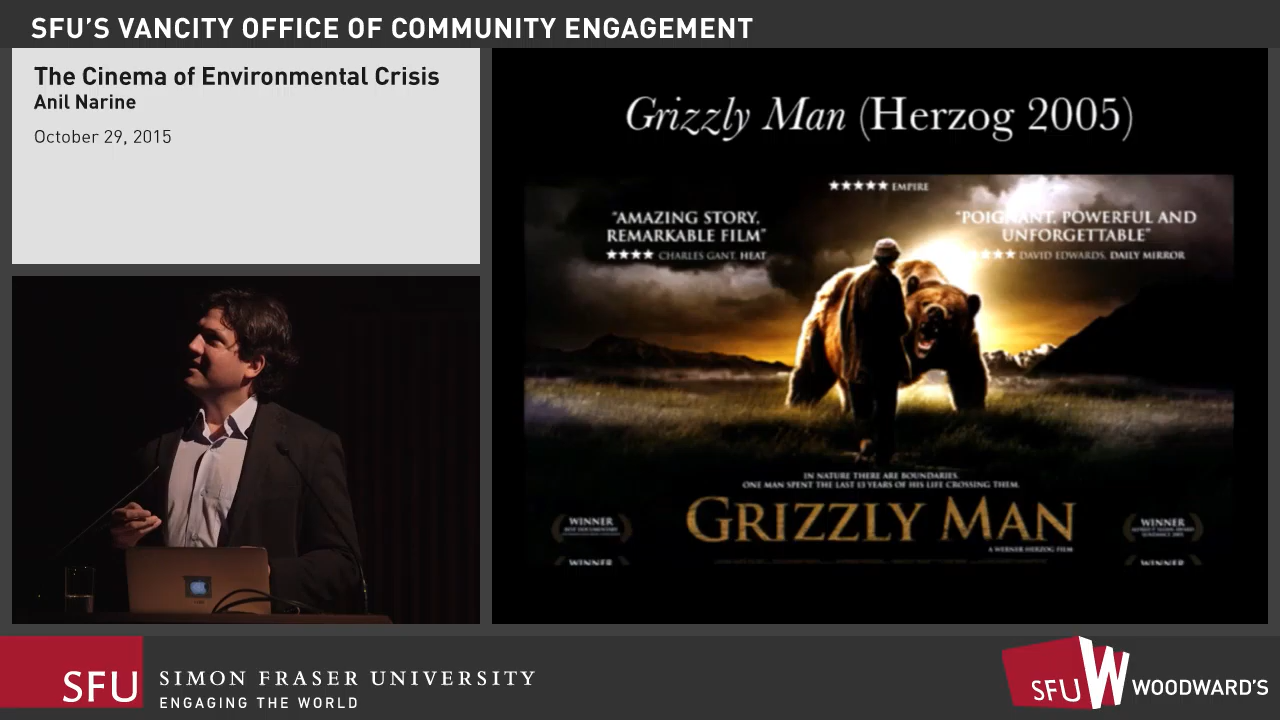 SFU'S VANCITY OFFICE OF COMMUNITY ENGAGEMENT
The Cinema of Environmental Crisis
Anil Narine
October 29, 2015
Grizzly Man (Herzog 2005)
★★★★★ EMPIRE
"AMAZING STORY,
REMARKABLE FILM"
★★★★ CHARLES GANT, HEAT
"POIGNANT, POWERFUL AND
UNFORGETTABLE"
DAVID EDWARDS, DAILY MIRROR
IN NATURE THERE ARE BOUNDARIES.
ONE MAN SPENT THE LAST 13 YEARS OF HIS LIFE CROSSING THEM.
GRIZZLY MAN
A WERNER HERZOG FILM
WINNER
WINNER
WINNER
WINNER
SFU
SIMON FRASER UNIVERSITY
ENGAGING THE WORLD
SFU W WOODWARD'S